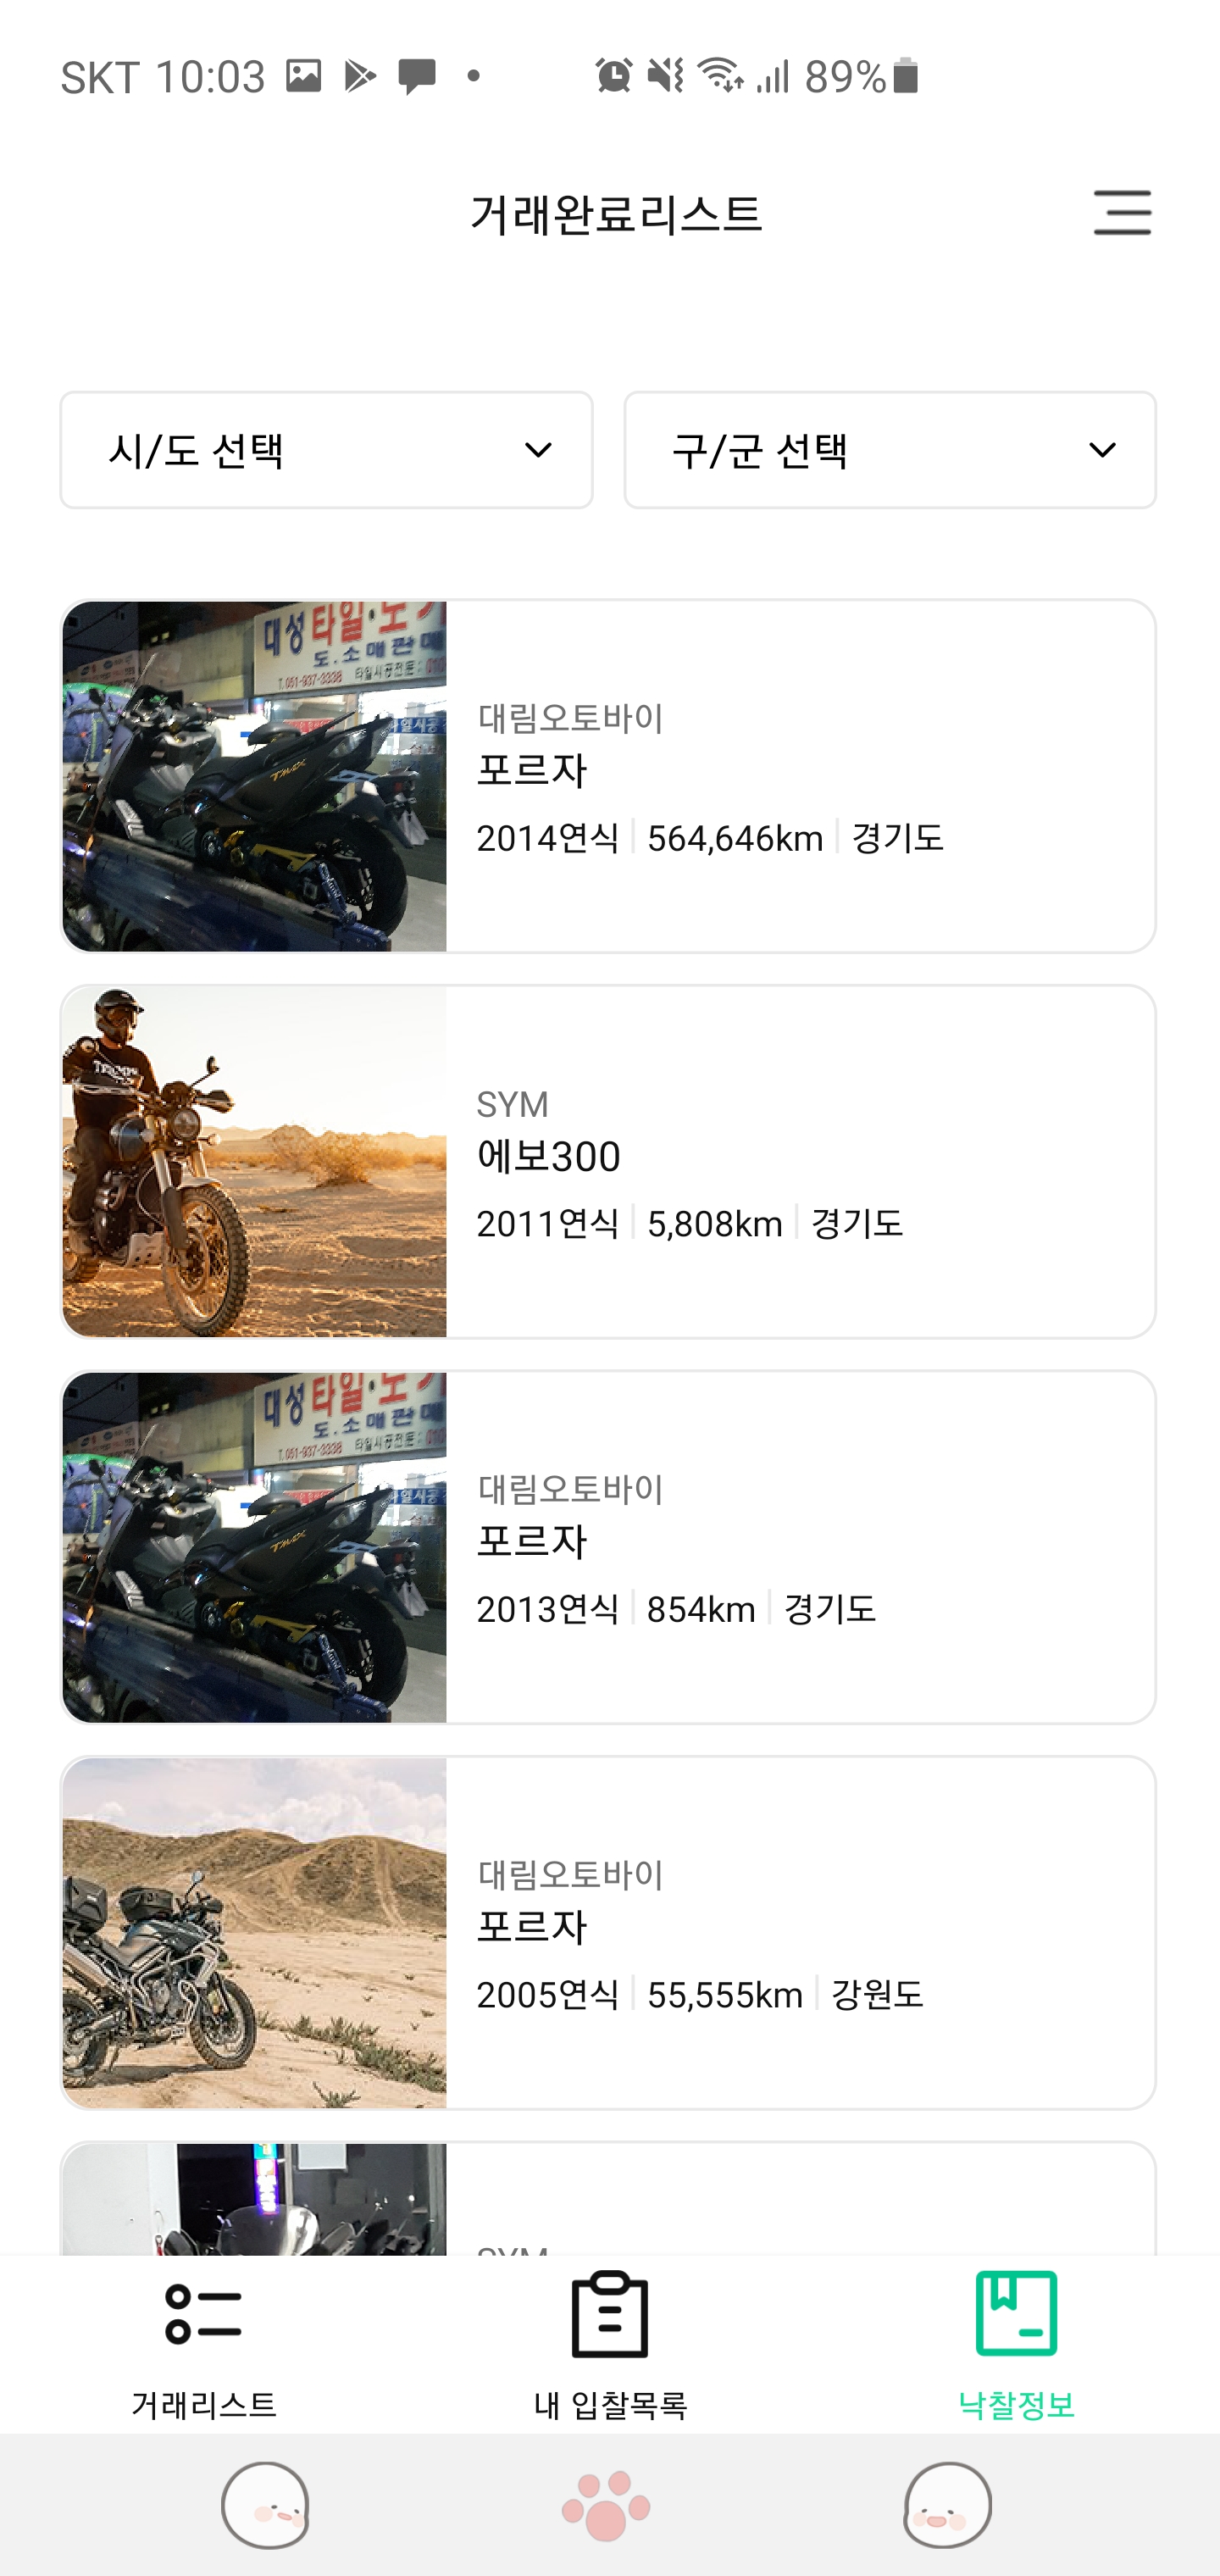 SKT 10:03
89%
거래완료리스트
시/도 선택
구/군 선택
대성 타일·도기
도.소매판매
T.051-937-3338 타일시공전문:
TMAX
대림오토바이
포르자
2014연식 564,646km 경기도
TRIUMPH
SYM
에보300
2011연식 5,808km 경기도
대성 타일·도기
도.소매판매
T.051-937-3338 타일시공전문:
TMAX
대림오토바이
포르자
2013연식 854km 경기도
대림오토바이
포르자
2005연식 55,555km 강원도
SYM
거래리스트
내 입찰목록
낙찰정보